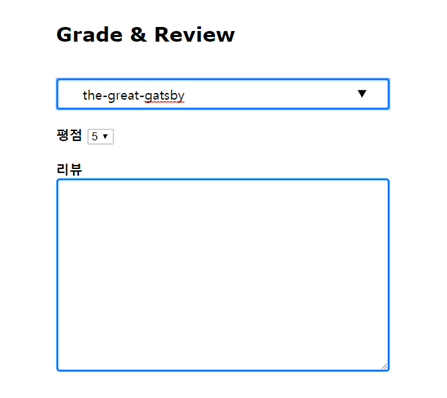 Grade & Review
the-great-gatsby ▼
평점 5 ▼
리뷰